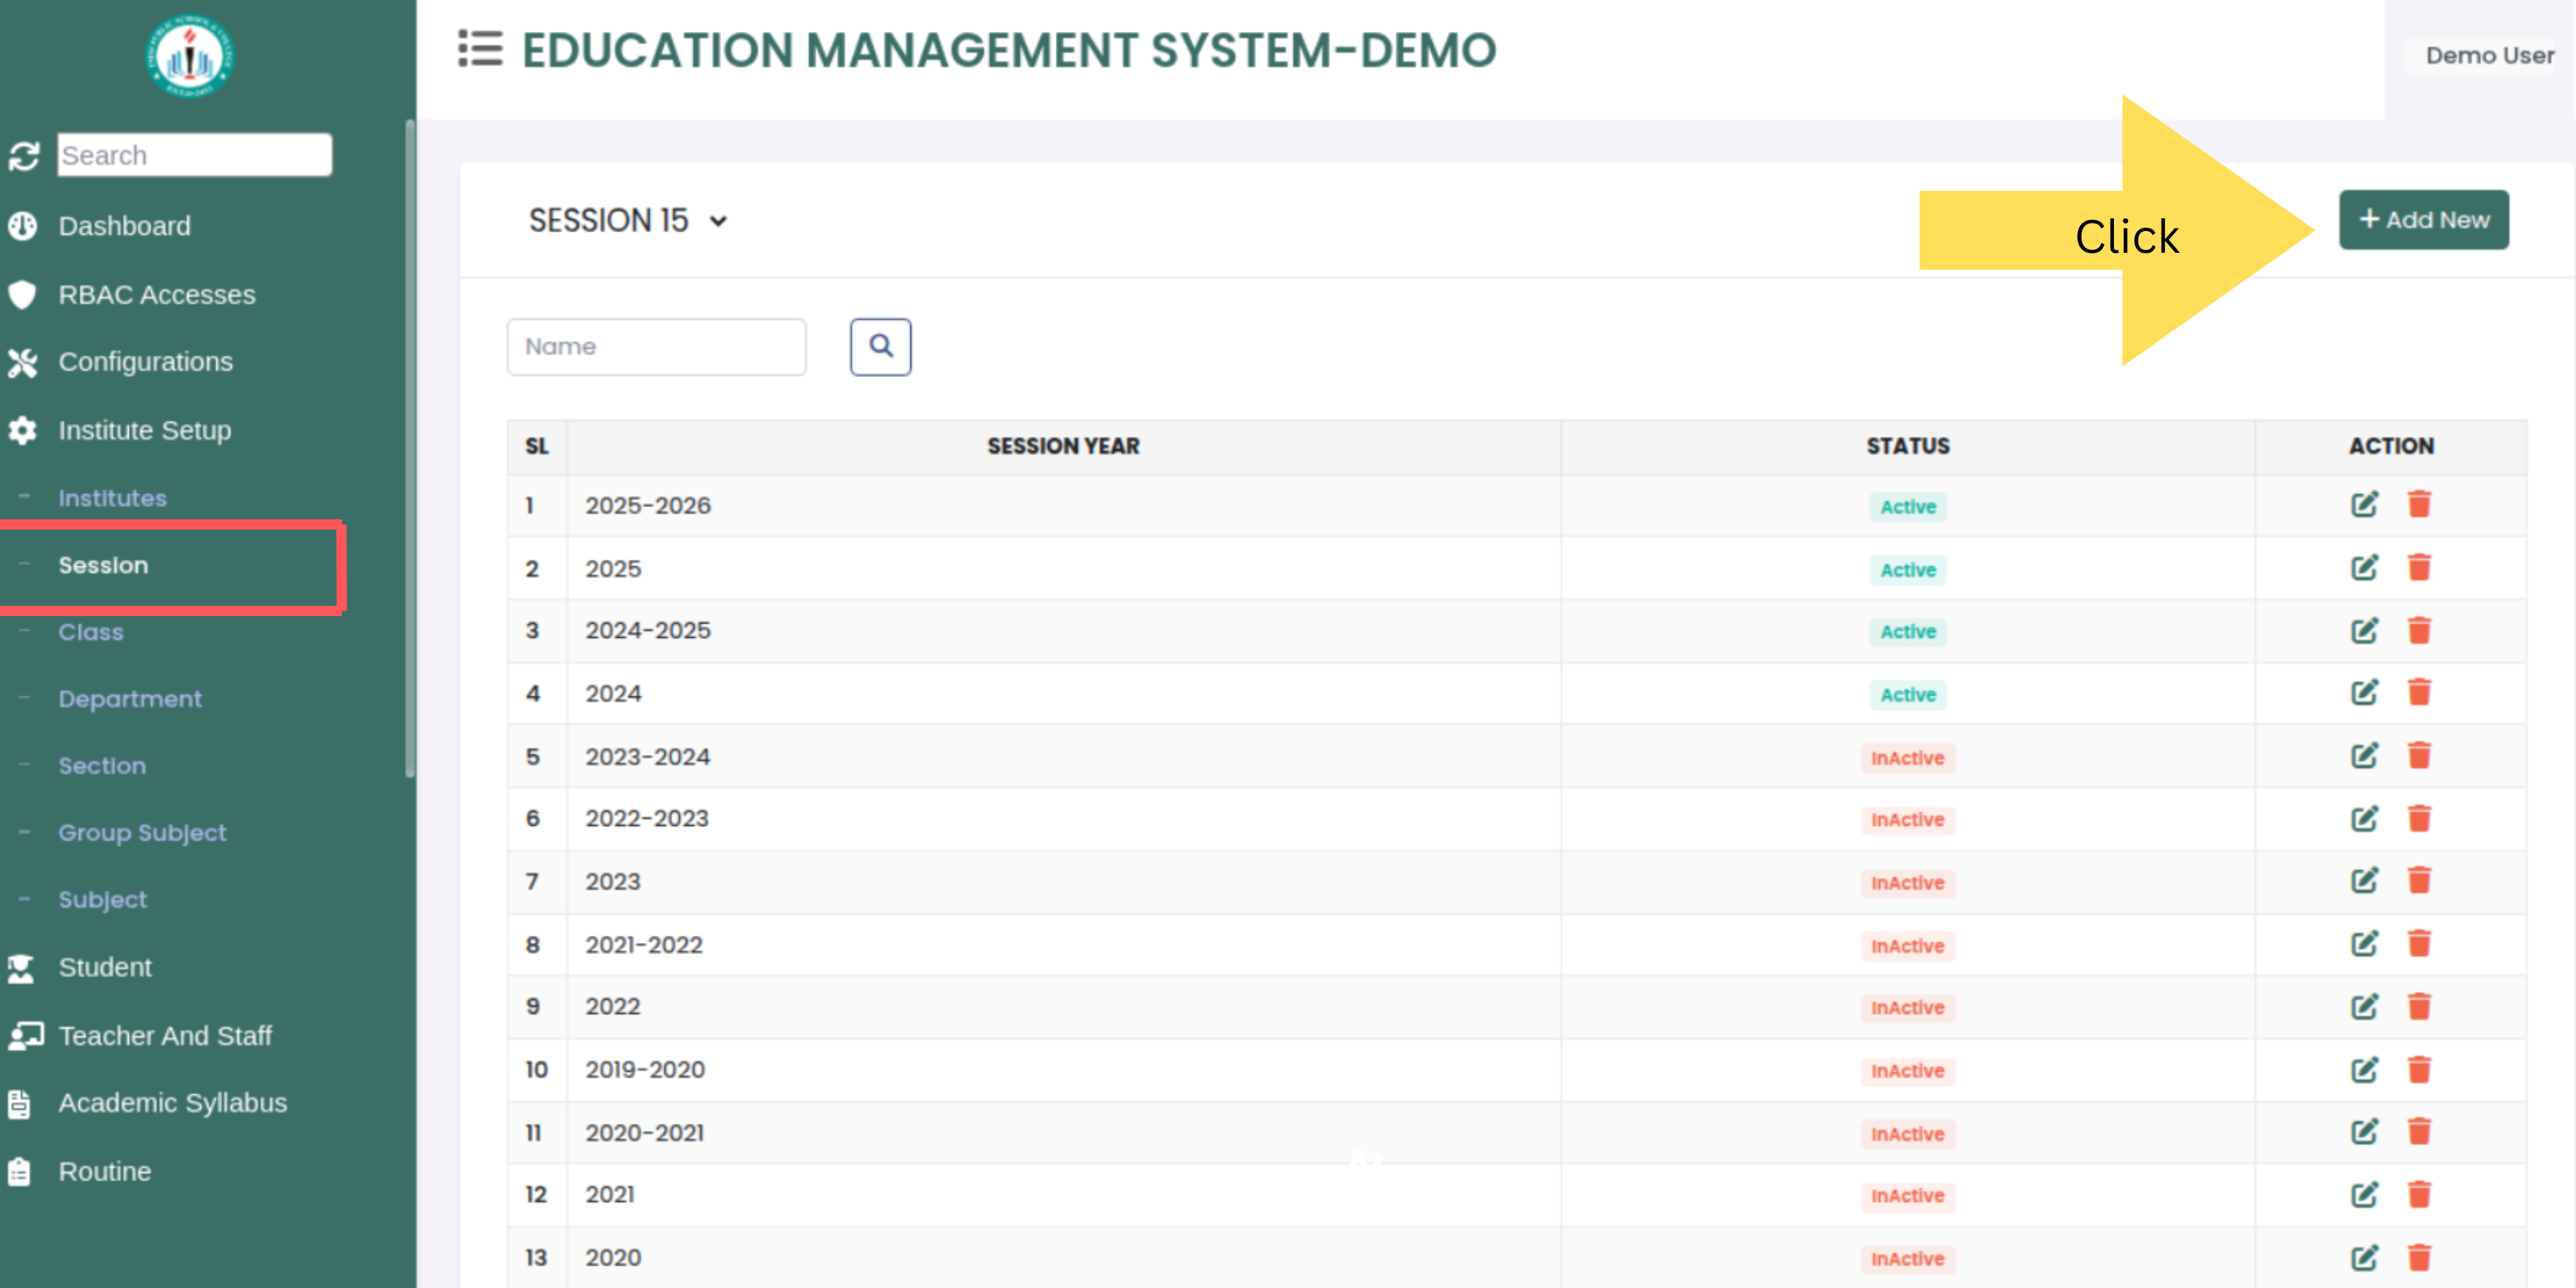 EDUCATION MANAGEMENT SYSTEM-DEMO
Demo User
Search
Dashboard
RBAC Accesses
Configurations
Institute Setup
Institutes
Session
Class
Department
Section
Group Subject
Subject
Student
Teacher And Staff
Academic Syllabus
Routine
SESSION 15
Click
+ Add New
Name
SL SESSION YEAR STATUS ACTION
1 2025-2026 Active
2 2025 Active
3 2024-2025 Active
4 2024 Active
5 2023-2024 InActive
6 2022-2023 InActive
7 2023 InActive
8 2021-2022 InActive
9 2022 InActive
10 2019-2020 InActive
11 2020-2021 InActive
12 2021 InActive
13 2020 InActive